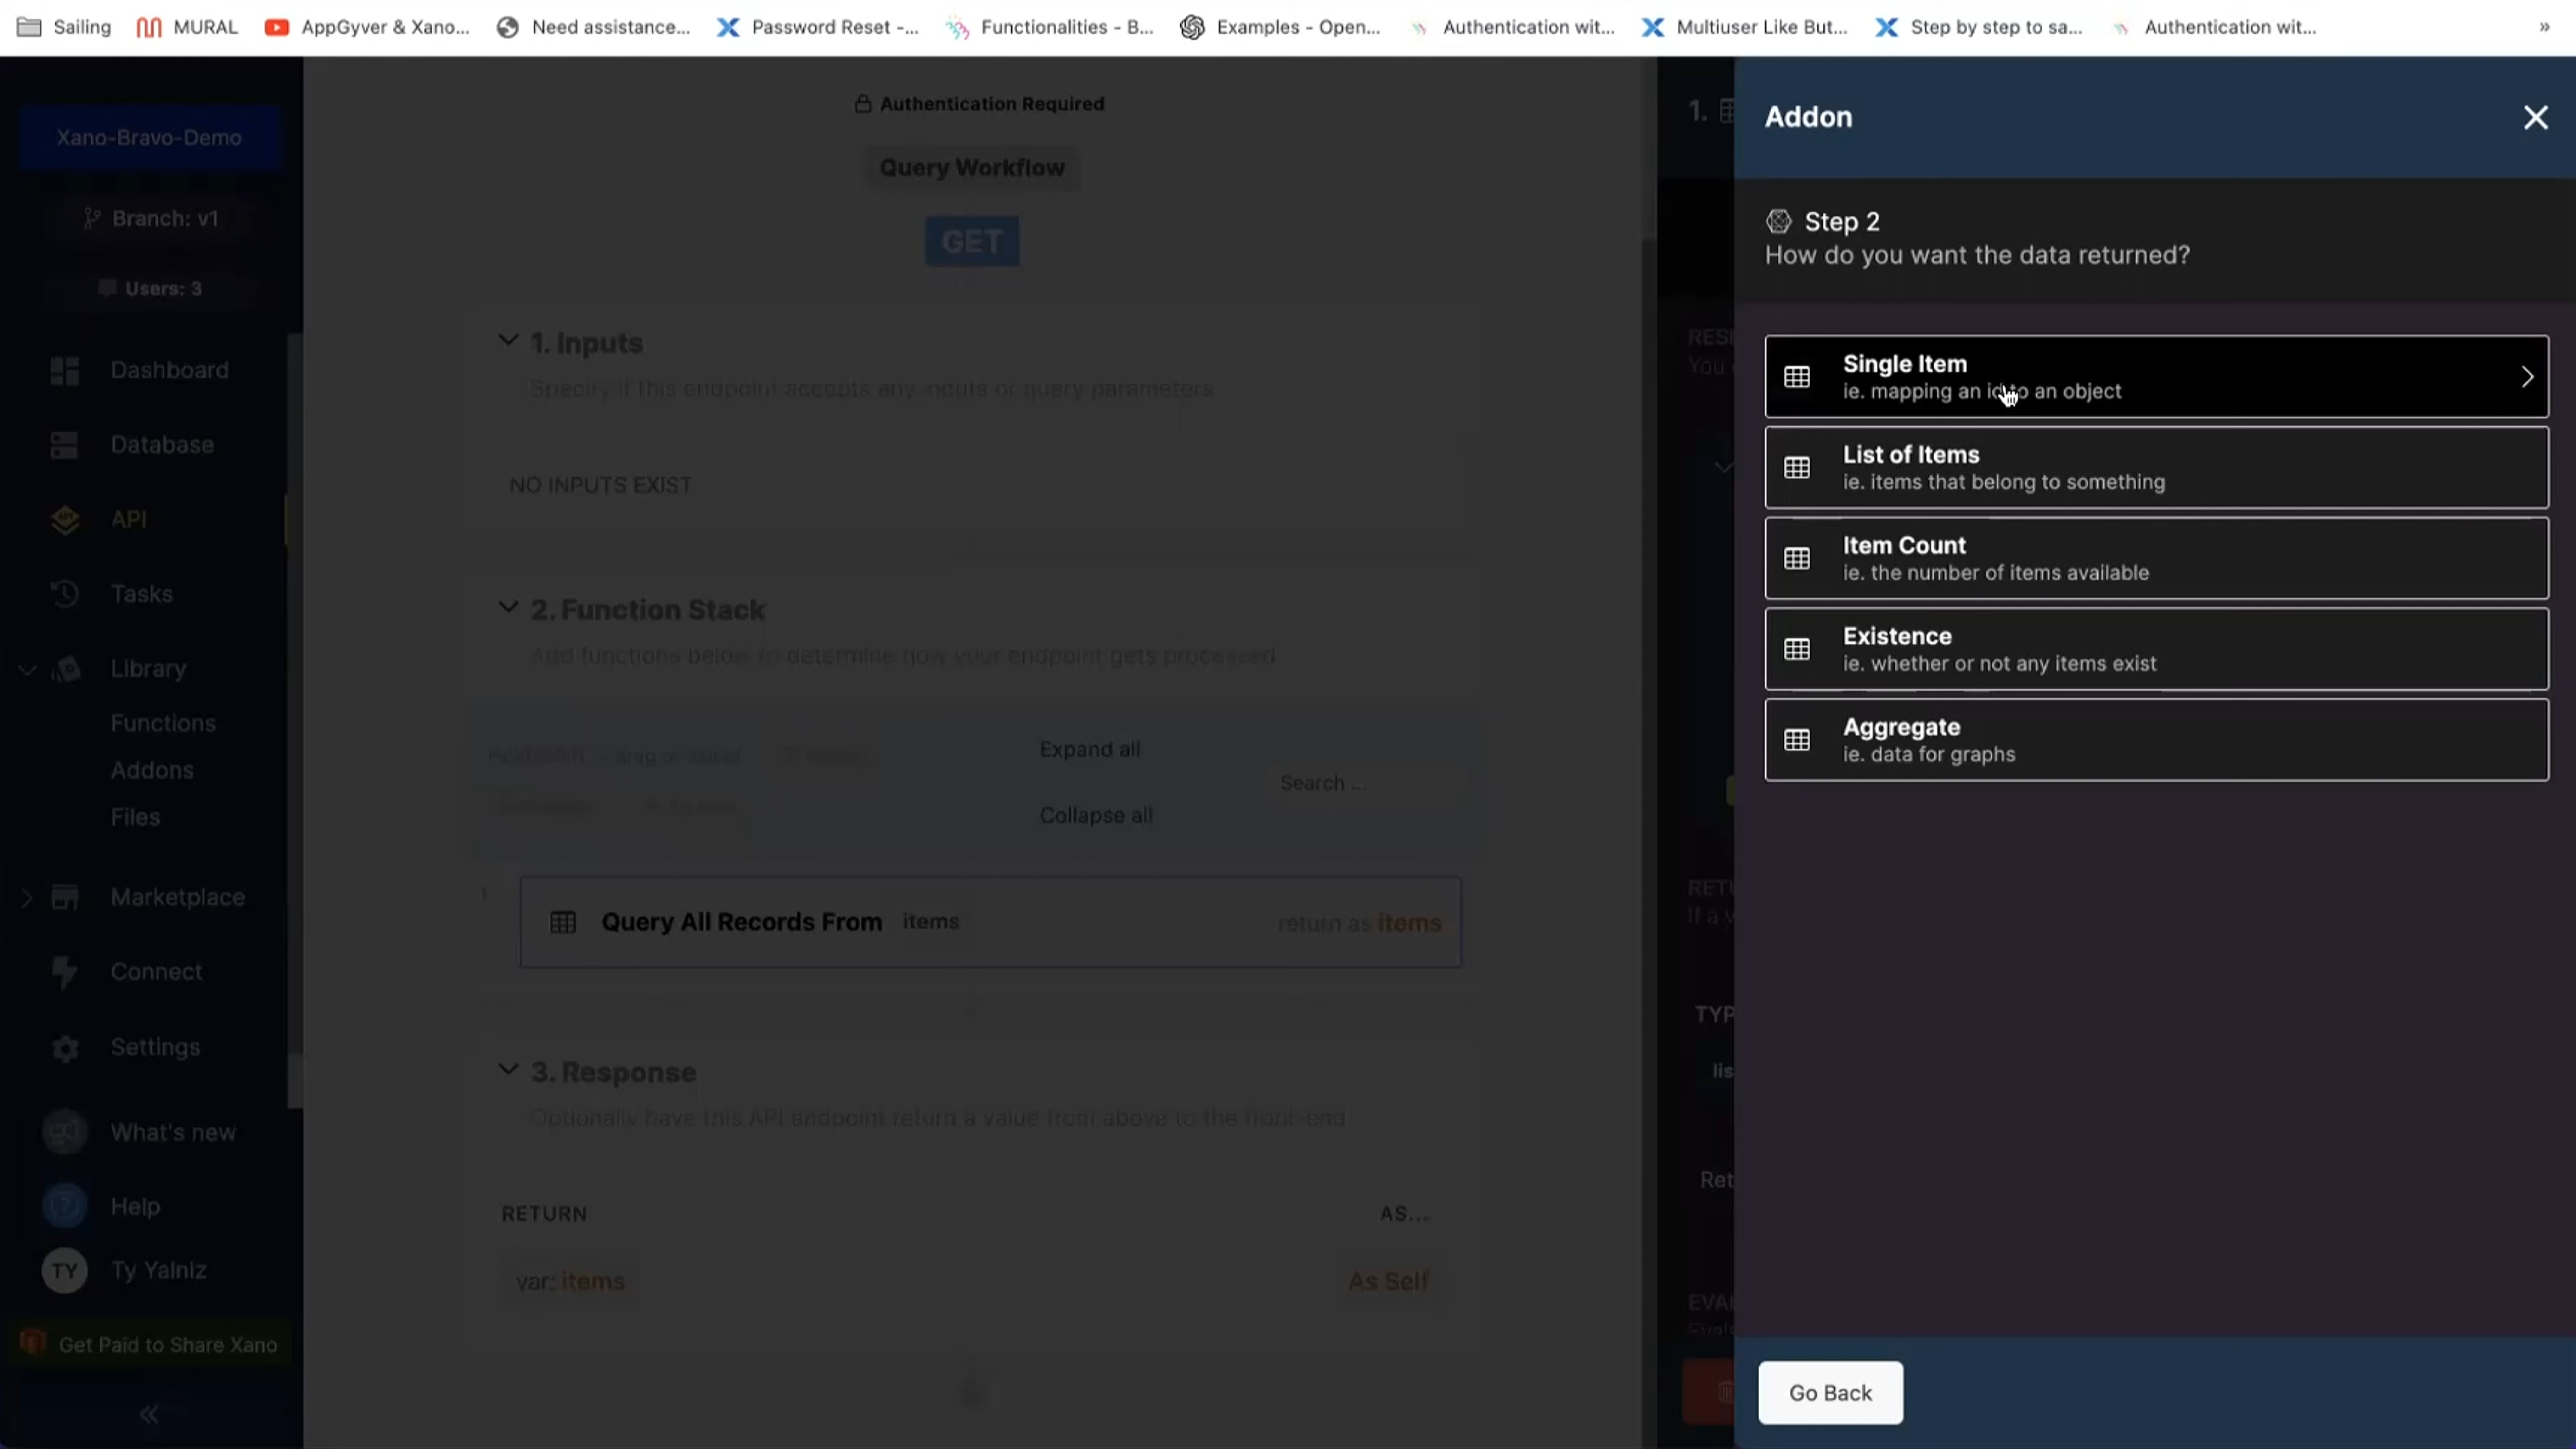 Sailing
MURAL
AppGyver & Xano...
Need assistance...
Password Reset -...
Functionalities - B...
Examples - Open...
Authentication wit...
Multiuser Like But...
Step by step to sa...
Authentication wit...
»
Xano-Bravo-Demo
Branch: v1
Users: 3
Dashboard
Database
API
Tasks
Library
Functions
Addons
Files
Marketplace
Connect
Settings
What's new
Help
TY Ty Yalniz
Get Paid to Share Xano
«
Authentication Required
Query Workflow
GET
1. Inputs
Specify if this endpoint accepts any inputs or query parameters
NO INPUTS EXIST
2. Function Stack
Add functions below to determine how your endpoint gets processed
Expand all
Search ...
Collapse all
1
Query All Records From items return as items
3. Response
Optionally have this API endpoint return a value from above to the front-end
RETURN AS...
var: items As Self
1.
RES
You
RETU
If a v
TYP
lis
Ret
EVAL
Addon
Step 2
How do you want the data returned?
Single Item
ie. mapping an id to an object
List of Items
ie. items that belong to something
Item Count
ie. the number of items available
Existence
ie. whether or not any items exist
Aggregate
ie. data for graphs
Go Back